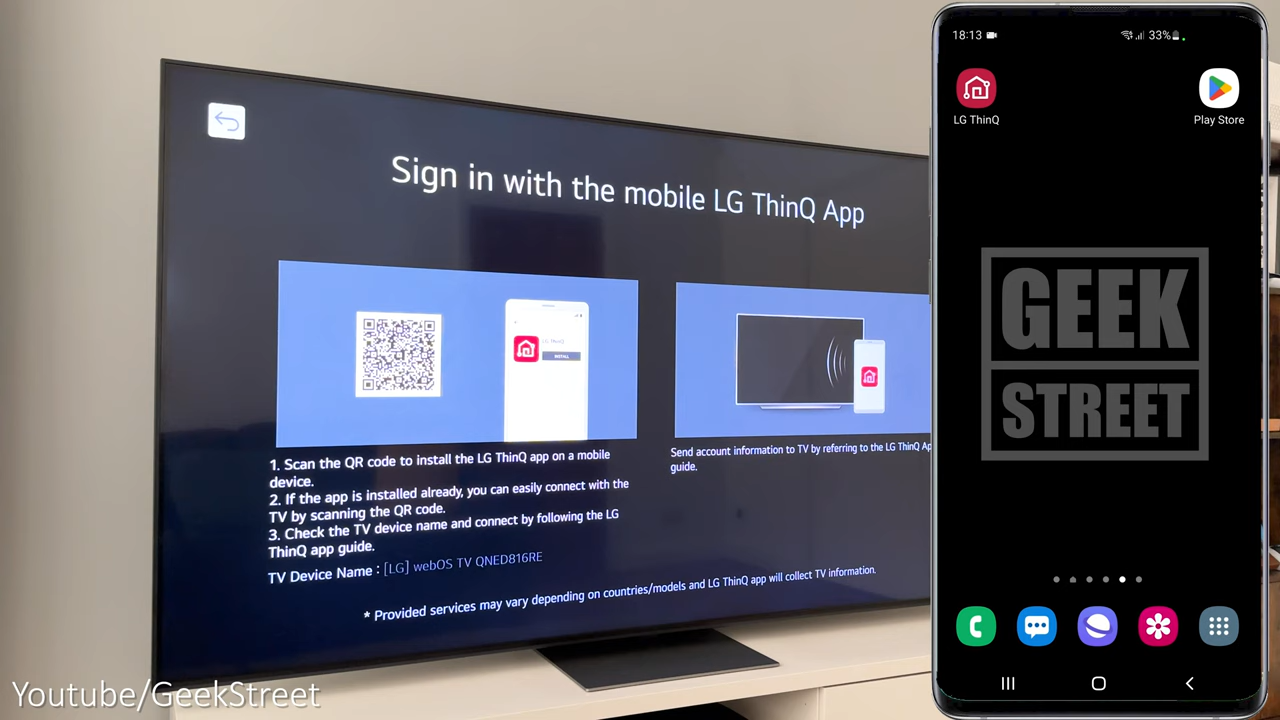 Sign in with the mobile LG ThinQ App
INSTALL
1. Scan the QR code to install the LG ThinQ app on a mobile
device.
2. If the app is installed already, you can easily connect with the
TV by scanning the QR code.
3. Check the TV device name and connect by following the LG
ThinQ app guide.
TV Device Name : [LG] webOS TV QNED816RE
Send account information to TV by referring to the LG ThinQ
guide.
* Provided services may vary depending on countries/models and LG ThinQ app will collect TV information.
Youtube/GeekStreet
18:13
33%
LG ThinQ
Play Store
GEEK
STREET